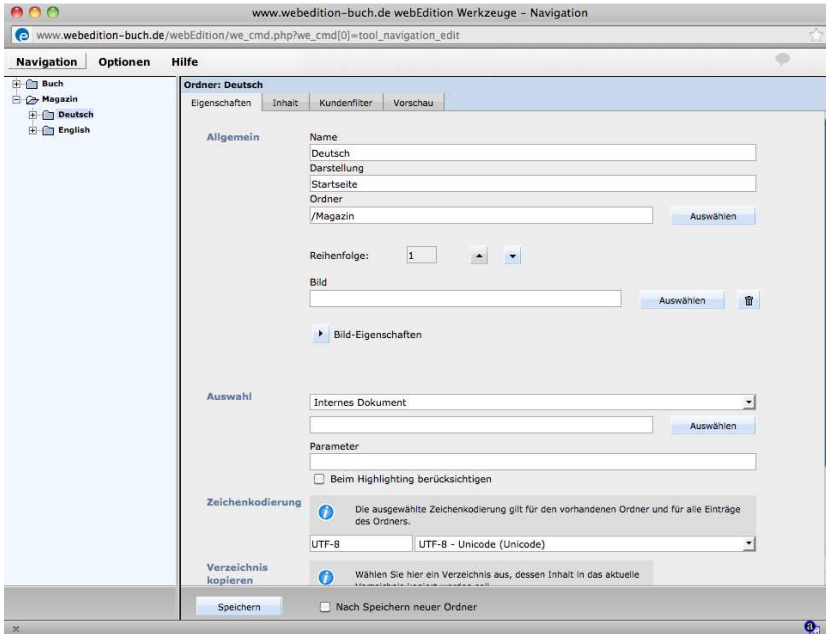 www.webedition-buch.de webEdition Werkzeuge – Navigation
www.webedition-buch.de/webEdition/we_cmd.php?we_cmd[0]=tool_navigation_edit
Navigation Optionen Hilfe
Buch
Magazin
Deutsch
English
Ordner: Deutsch
Eigenschaften Inhalt Kundenfilter Vorschau
Allgemein
Name
Deutsch
Darstellung
Startseite
Ordner
/Magazin Auswählen
Reihenfolge: 1
Bild
Auswählen
Bild-Eigenschaften
Auswahl
Internes Dokument
Auswählen
Parameter
Beim Highlighting berücksichtigen
Zeichenkodierung
Die ausgewählte Zeichenkodierung gilt für den vorhandenen Ordner und für alle Einträge
des Ordners.
UTF-8 UTF-8 - Unicode (Unicode)
Verzeichnis
kopieren
Wählen Sie hier ein Verzeichnis aus, dessen Inhalt in das aktuelle
Speichern Nach Speichern neuer Ordner